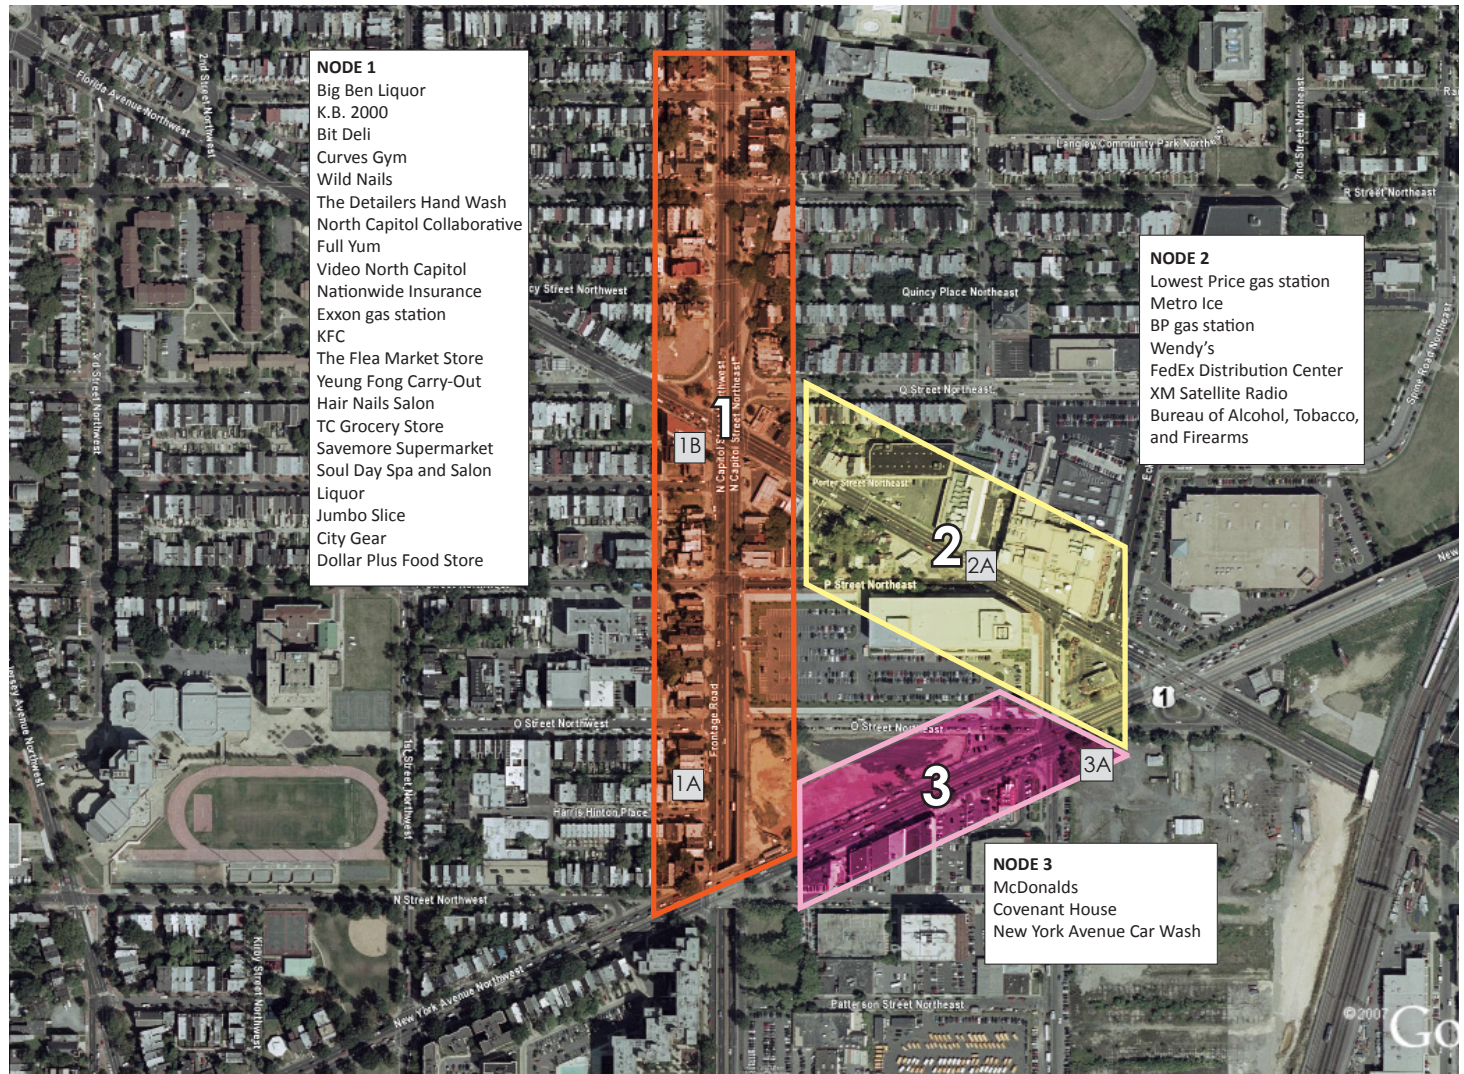 NODE 1
Big Ben Liquor
K.B. 2000
Bit Deli
Curves Gym
Wild Nails
The Detailers Hand Wash
North Capitol Collaborative
Full Yum
Video North Capitol
Nationwide Insurance
Exxon gas station
KFC
The Flea Market Store
Yeung Fong Carry-Out
Hair Nails Salon
TC Grocery Store
Savemore Supermarket
Soul Day Spa and Salon
Liquor
Jumbo Slice
City Gear
Dollar Plus Food Store
NODE 2
Lowest Price gas station
Metro Ice
BP gas station
Wendy's
FedEx Distribution Center
XM Satellite Radio
Bureau of Alcohol, Tobacco,
and Firearms
NODE 3
McDonalds
Covenant House
New York Avenue Car Wash
1
1B
1A
2
2A
3
3A
1
Florida Avenue Northwest
2nd Street Northwest
3rd Street Northwest
cy Street Northwest
N Capitol Street Northeast
Langley Community Park North
2nd Street Northeast
R Street Northeast
Quincy Place Northeast
Q Street Northeast
Spine Road Northeast
Porter Street Northeast
P Street Northeast
O Street Northwest
O Street Northeast
Frontage Road
1st Street Northwest
Harris Hinton Place
N Street Northwest
Kirby Street Northwest
New York Avenue Northwest
Patterson Street Northeast
New
© 2007
Go